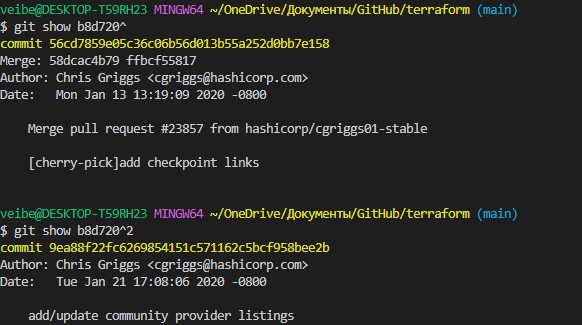 veibe@DESKTOP-T59RH23 MINGW64 ~/OneDrive/Документы/GitHub/terraform (main)
$ git show b8d720^
commit 56cd7859e05c36c06b56d013b55a252d0bb7e158
Merge: 58dcac4b79 ffbcf55817
Author: Chris Griggs <cgriggs@hashicorp.com>
Date:   Mon Jan 13 13:19:09 2020 -0800
    Merge pull request #23857 from hashicorp/cgriggs01-stable
    [cherry-pick]add checkpoint links
veibe@DESKTOP-T59RH23 MINGW64 ~/OneDrive/Документы/GitHub/terraform (main)
$ git show b8d720^2
commit 9ea88f22fc6269854151c571162c5bcf958bee2b
Author: Chris Griggs <cgriggs@hashicorp.com>
Date:   Tue Jan 21 17:08:06 2020 -0800
    add/update community provider listings